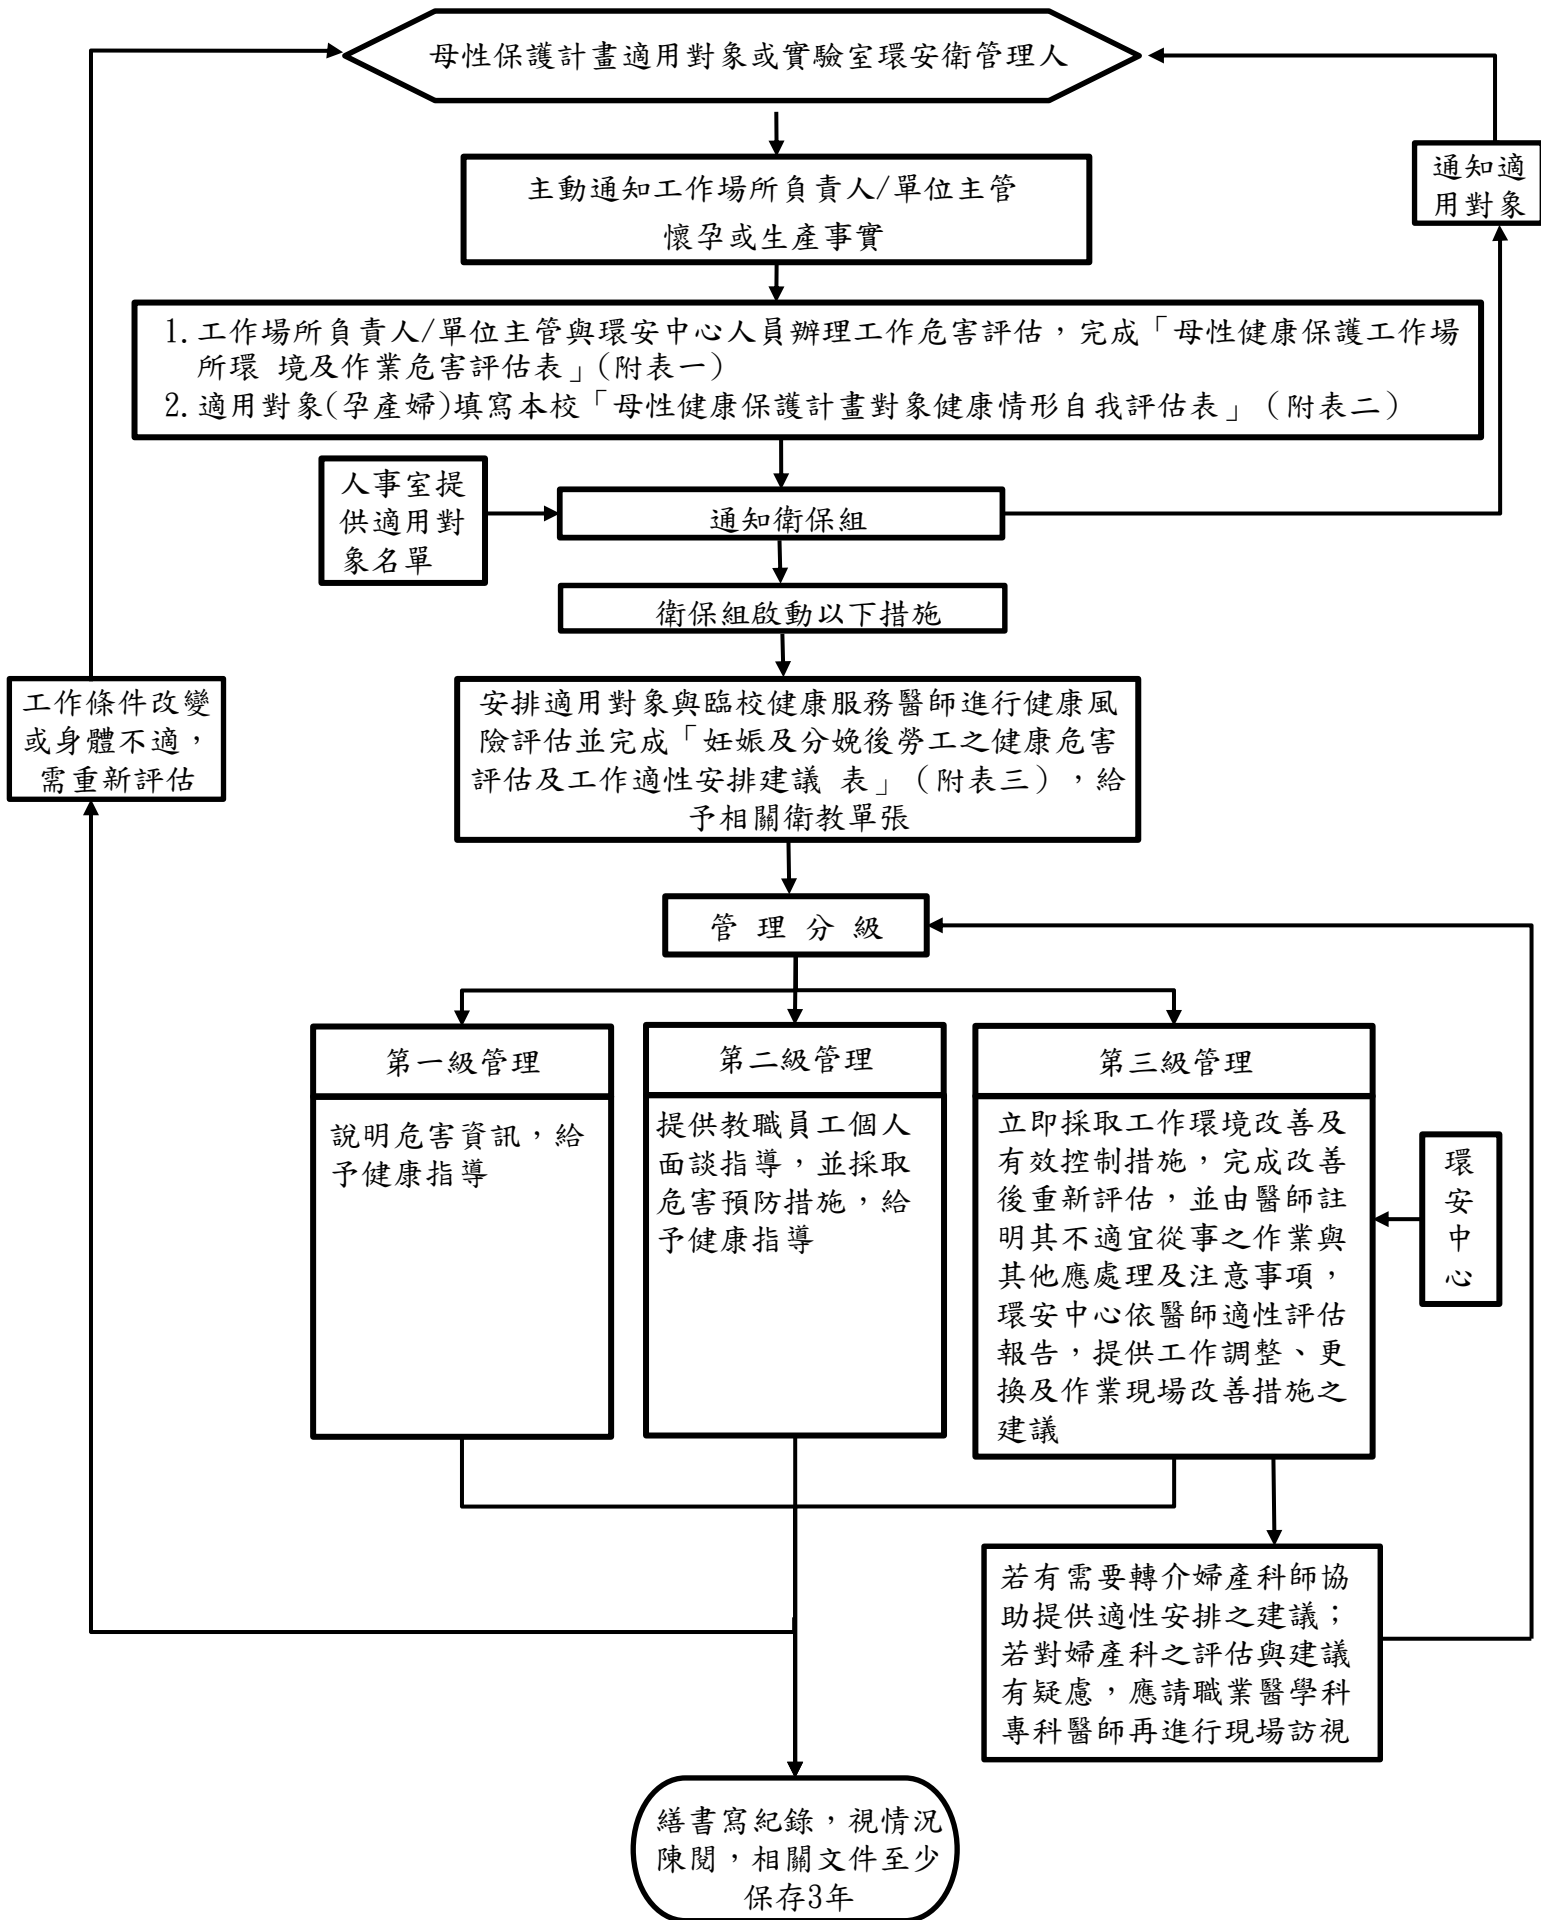 母性保護計畫適用對象或實驗室環安衛管理人
通知適
用對象
主動通知工作場所負責人/單位主管
懷孕或生產事實
1.工作場所負責人/單位主管與環安中心人員辦理工作危害評估，完成「母性健康保護工作場
所環 境及作業危害評估表」(附表一)
2.適用對象(孕產婦)填寫本校「母性健康保護計畫對象健康情形自我評估表」（附表二）
人事室提
供適用對
象名單
通知衛保組
衛保組啟動以下措施
工作條件改變
或身體不適，
需重新評估
安排適用對象與臨校健康服務醫師進行健康風
險評估並完成「妊娠及分娩後勞工之健康危害
評估及工作適性安排建議 表」（附表三），給
予相關衛教單張
管 理 分 級
第一級管理
說明危害資訊，給
予健康指導
第二級管理
提供教職員工個人
面談指導，並採取
危害預防措施，給
予健康指導
第三級管理
立即採取工作環境改善及
有效控制措施，完成改善
後重新評估，並由醫師註
明其不適宜從事之作業與
其他應處理及注意事項，
環安中心依醫師適性評估
報告，提供工作調整、更
換及作業現場改善措施之
建議
環
安
中
心
若有需要轉介婦產科師協
助提供適性安排之建議；
若對婦產科之評估與建議
有疑慮，應請職業醫學科
專科醫師再進行現場訪視
繕書寫紀錄，視情況
陳閱，相關文件至少
保存3年